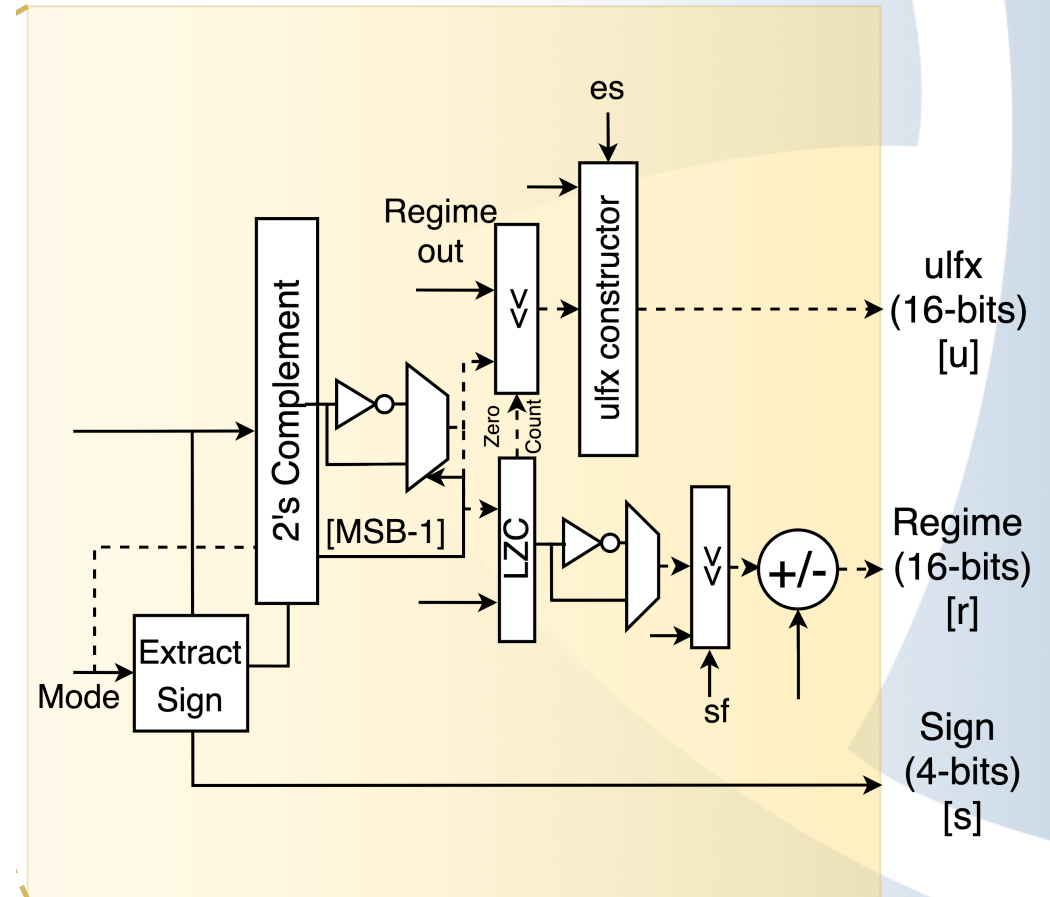 es
Regime
out
<<
ulfx constructor
ulfx
(16-bits)
[u]
2's Complement
Zero
Count
[MSB-1]
LZC
<<
+/-
Regime
(16-bits)
[r]
Extract
Sign
Mode
sf
Sign
(4-bits)
[s]